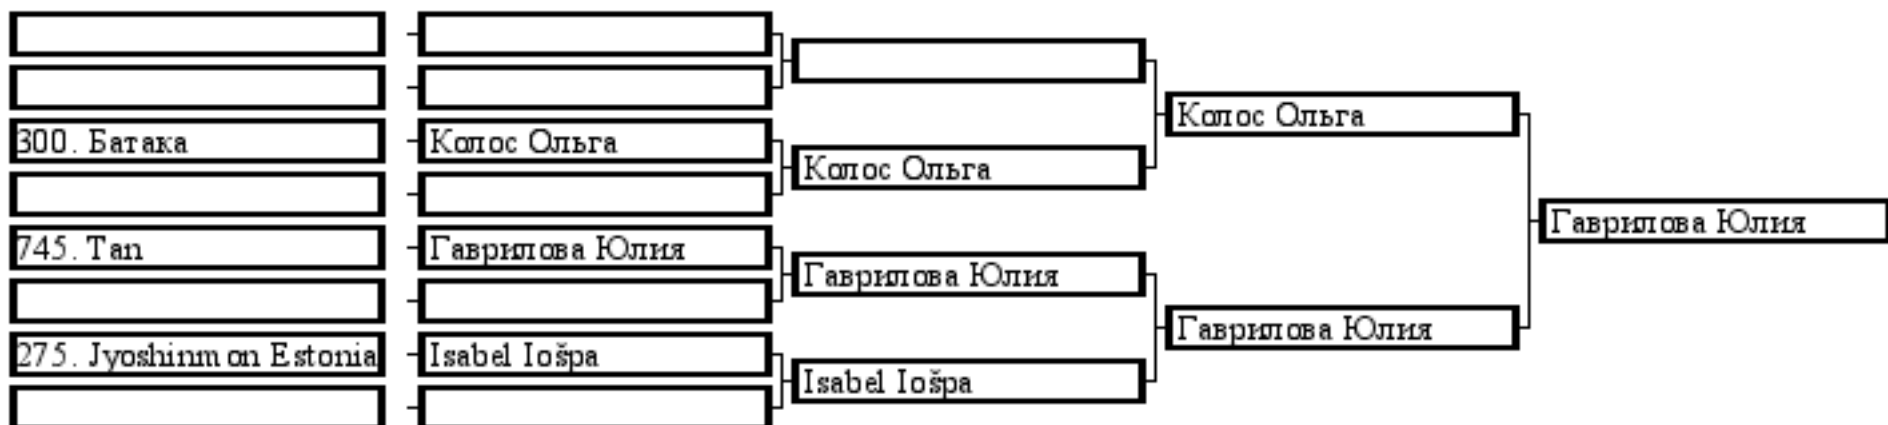 300. Батака
Колос Ольга
745. Tan
Гаврилова Юлия
275. Jyoshinmon Estonia
Isabel Iošpa
Колос Ольга
Гаврилова Юлия
Isabel Iošpa
Колос Ольга
Гаврилова Юлия
Гаврилова Юлия